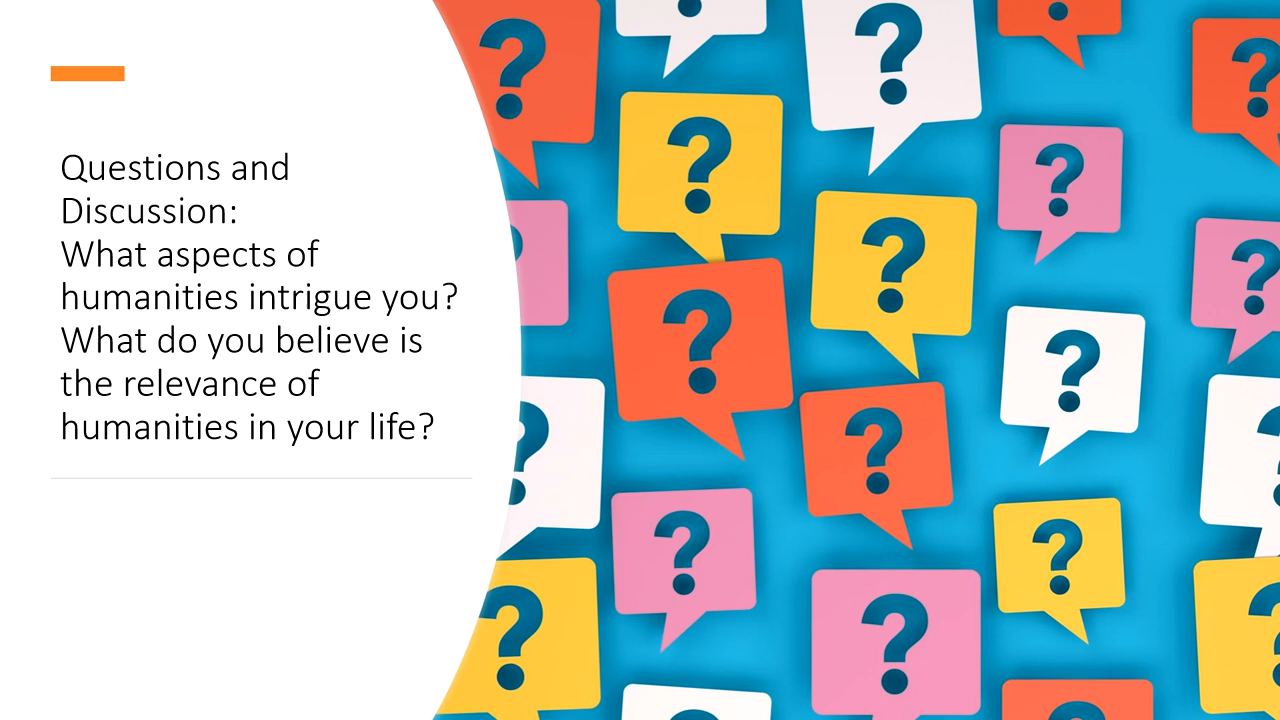 Questions and
Discussion:
What aspects of
humanities intrigue you?
What do you believe is
the relevance of
humanities in your life?